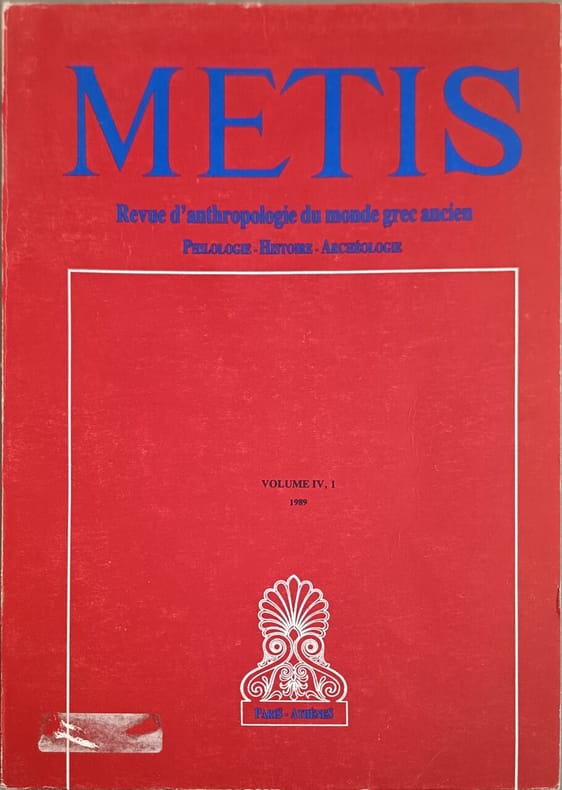 METIS
Revue d'anthropologie du monde grec ancien
PHILOLOGIE - HISTOIRE - ARCHÉOLOGIE
VOLUME IV, 1
1989
PARIS - ATHÈNES